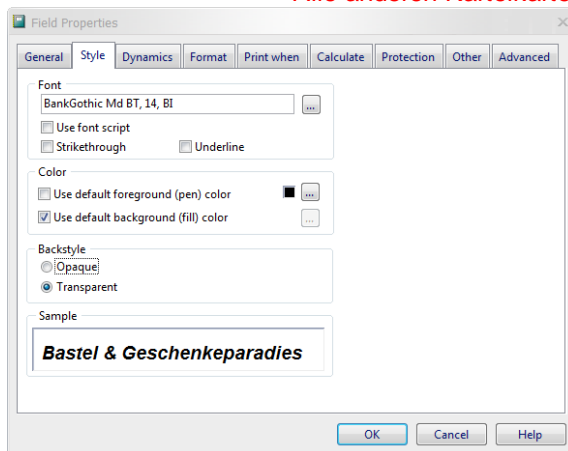 Field Properties
General Style Dynamics Format Print when Calculate Protection Other Advanced
Font
BankGothic Md BT, 14, BI
...
Use font script
Strikethrough Underline
Color
Use default foreground (pen) color ...
Use default background (fill) color ...
Backstyle
Opaque
Transparent
Sample
Bastel & Geschenkeparadies
OK Cancel Help